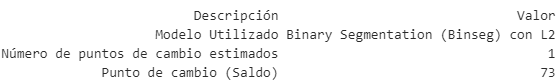 Descripción Valor
Modelo Utilizado Binary Segmentation (Binseg) con L2
Número de puntos de cambio estimados 1
Punto de cambio (Saldo) 73